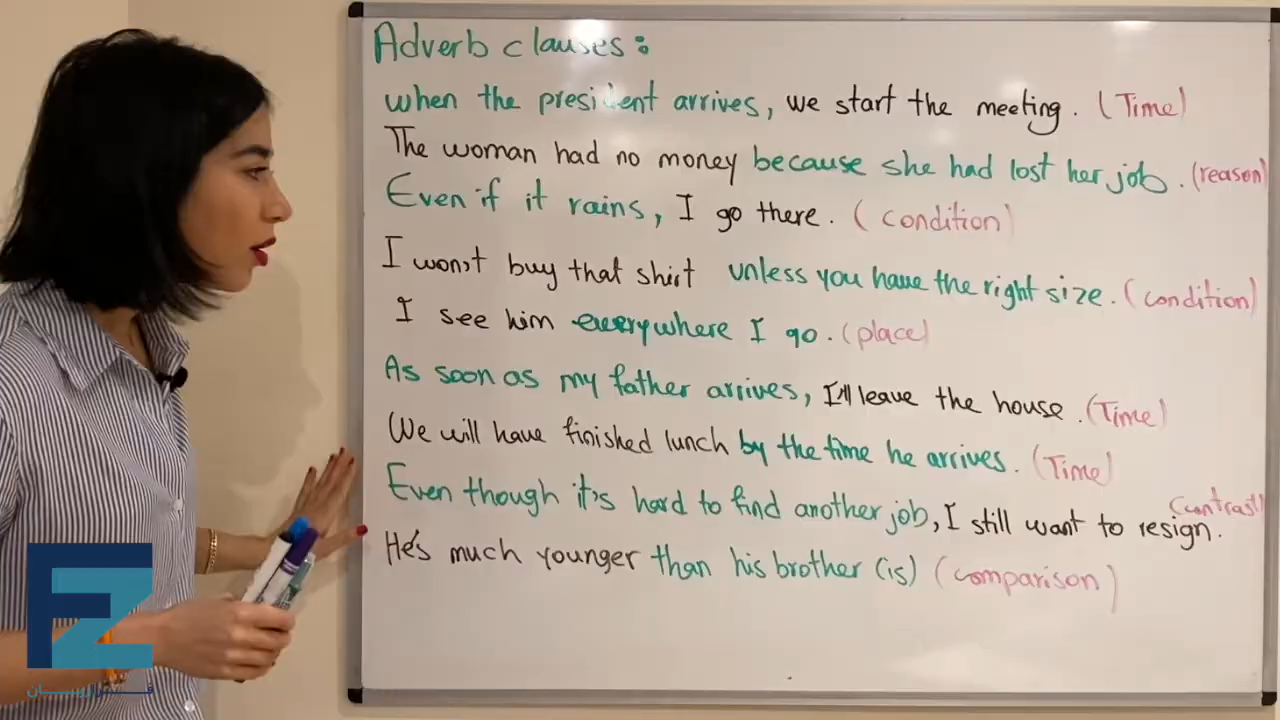 Adverb clauses:
when the president arrives, we start the meeting. (Time)
The woman had no money because she had lost her job. (reason)
Even if it rains, I go there. (condition)
I won't buy that shirt unless you have the right size. (condition)
I see him everywhere I go. (place)
As soon as my father arrives, I'll leave the house. (Time)
We will have finished lunch by the time he arrives. (Time)
Even though it's hard to find another job, I still want to resign. (contrast)
He's much younger than his brother (is) (comparison)
FZ